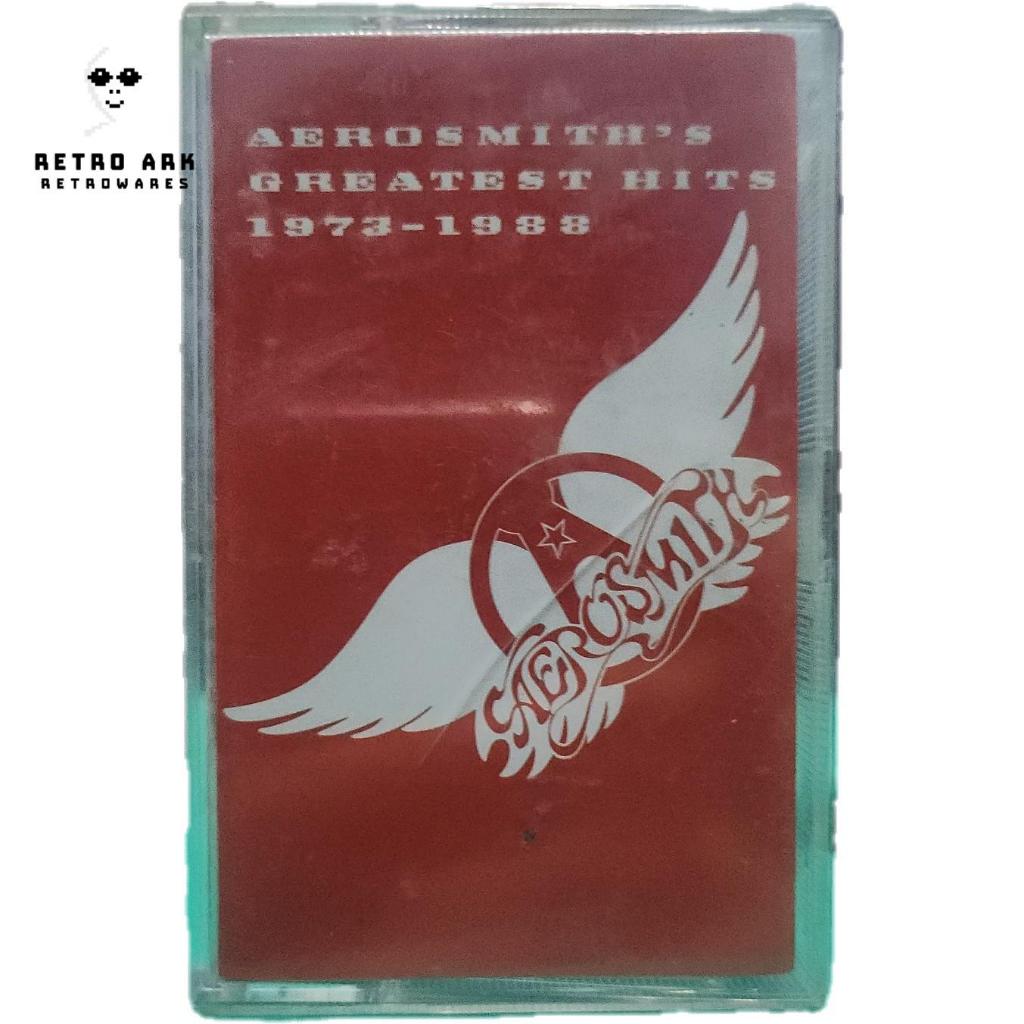 RETRO ARK
RETROWARES
AEROSMITH'S
GREATEST HITS
1973-1988
AEROSMITH